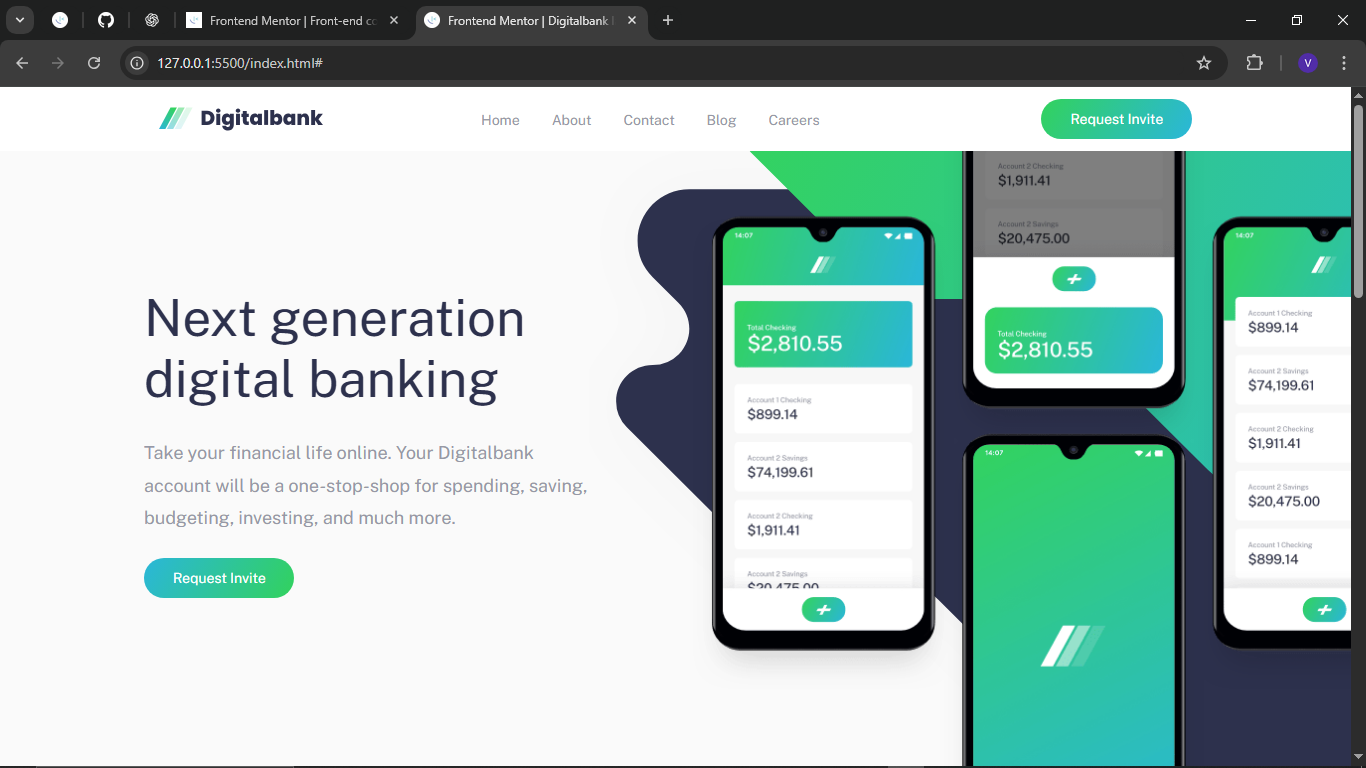 Frontend Mentor | Front-end co
Frontend Mentor | Digitalbank
127.0.0.1:5500/index.html#
V
Digitalbank
Home
About
Contact
Blog
Careers
Request Invite
Next generation
digital banking
Take your financial life online. Your Digitalbank
account will be a one-stop-shop for spending, saving,
budgeting, investing, and much more.
Request Invite
14:07
Total Checking
$2,810.55
Account 1 Checking
$899.14
Account 2 Savings
$74,199.61
Account 2 Checking
$1,911.41
Account 2 Savings
$20,475.00
Account 2 Checking
$1,911.41
Account 2 Savings
$20,475.00
Total Checking
$2,810.55
14:07
14:07
Account 1 Checking
$899.14
Account 2 Savings
$74,199.61
Account 2 Checking
$1,911.41
Account 2 Savings
$20,475.00
Account 1 Checking
$899.14